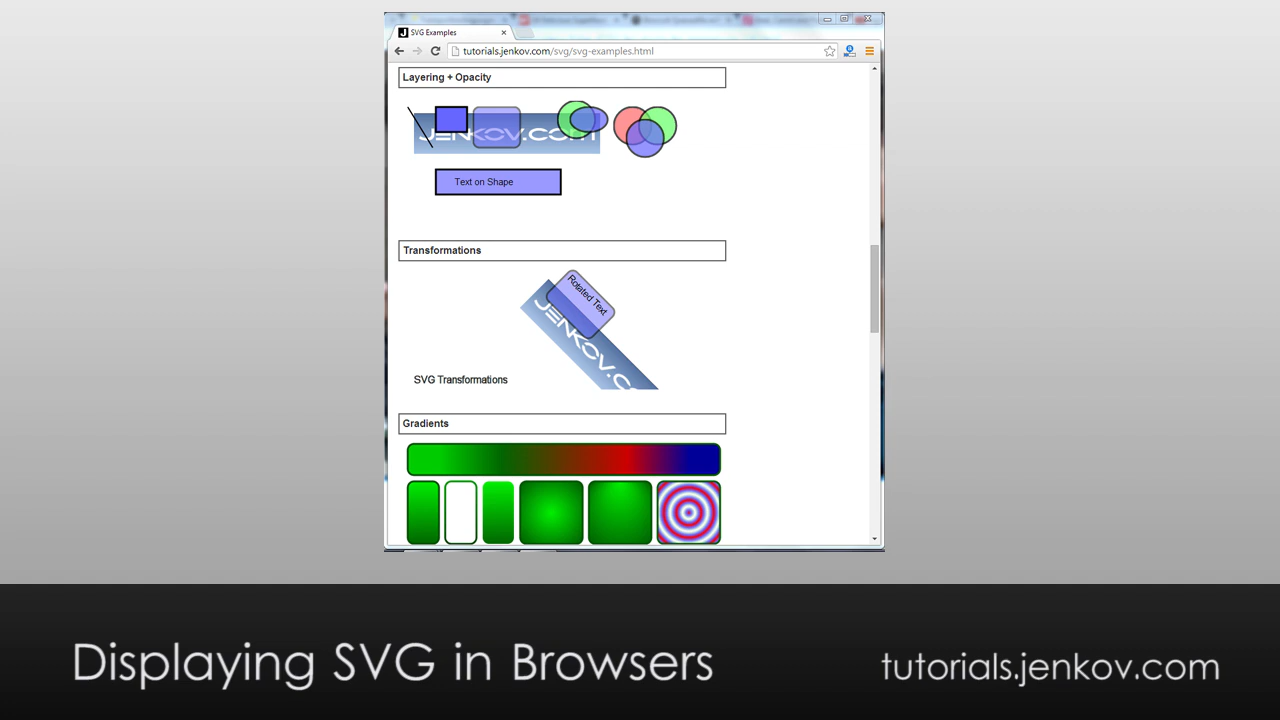 SVG Examples
tutorials.jenkov.com/svg/svg-examples.html
Layering + Opacity
JENKOV.COM
Text on Shape
Transformations
Rotated Text
JENKOV.C
SVG Transformations
Gradients
Displaying SVG in Browsers
tutorials.jenkov.com